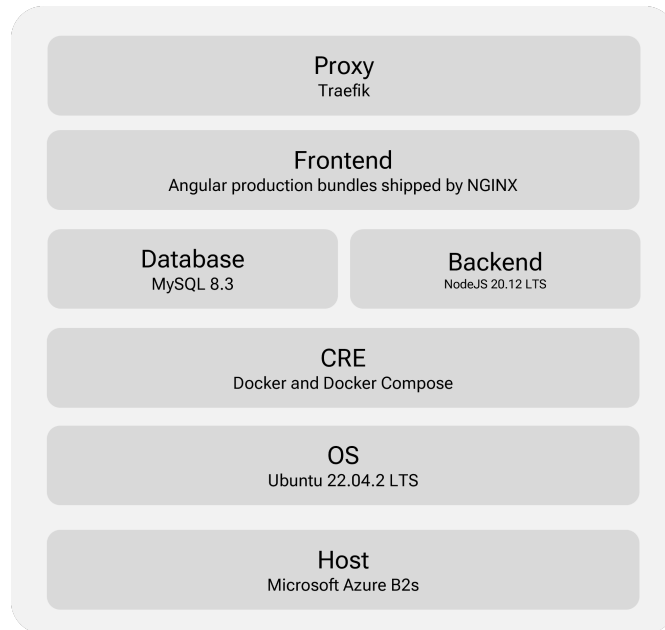 Proxy
Traefik
Frontend
Angular production bundles shipped by NGINX
Database
MySQL 8.3
Backend
NodeJS 20.12 LTS
CRE
Docker and Docker Compose
OS
Ubuntu 22.04.2 LTS
Host
Microsoft Azure B2s